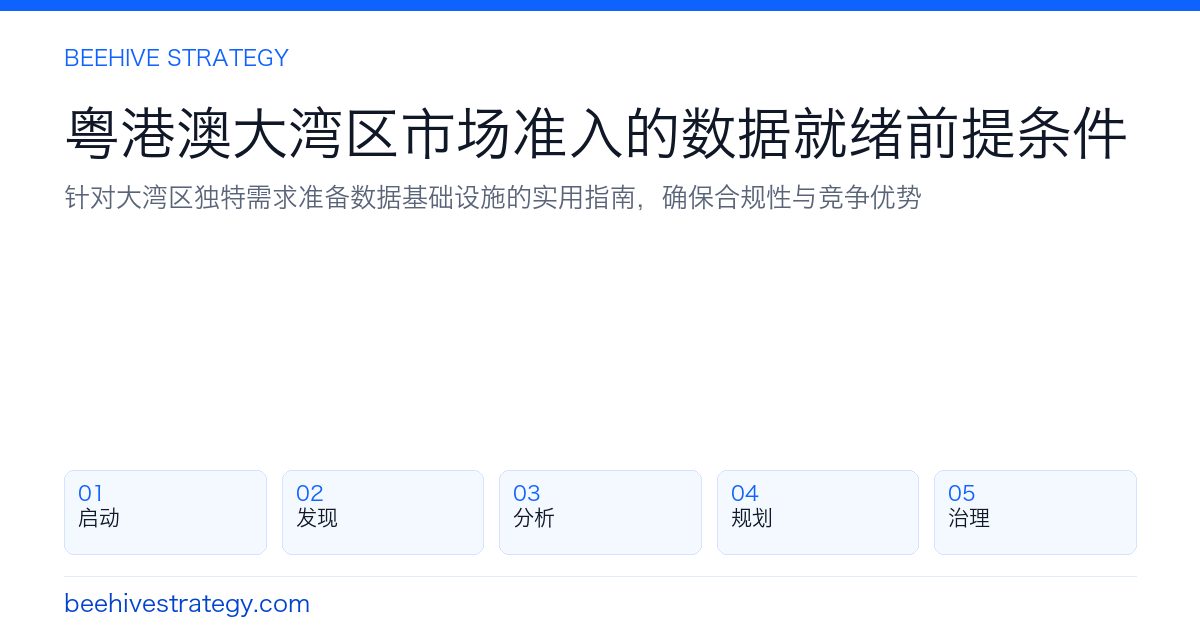 BEEHIVE STRATEGY
粤港澳大湾区市场准入的数据就绪前提条件
针对大湾区独特需求准备数据基础设施的实用指南，确保合规性与竞争优势
01
启动
02
发现
03
分析
04
规划
05
治理
beehivestrategy.com